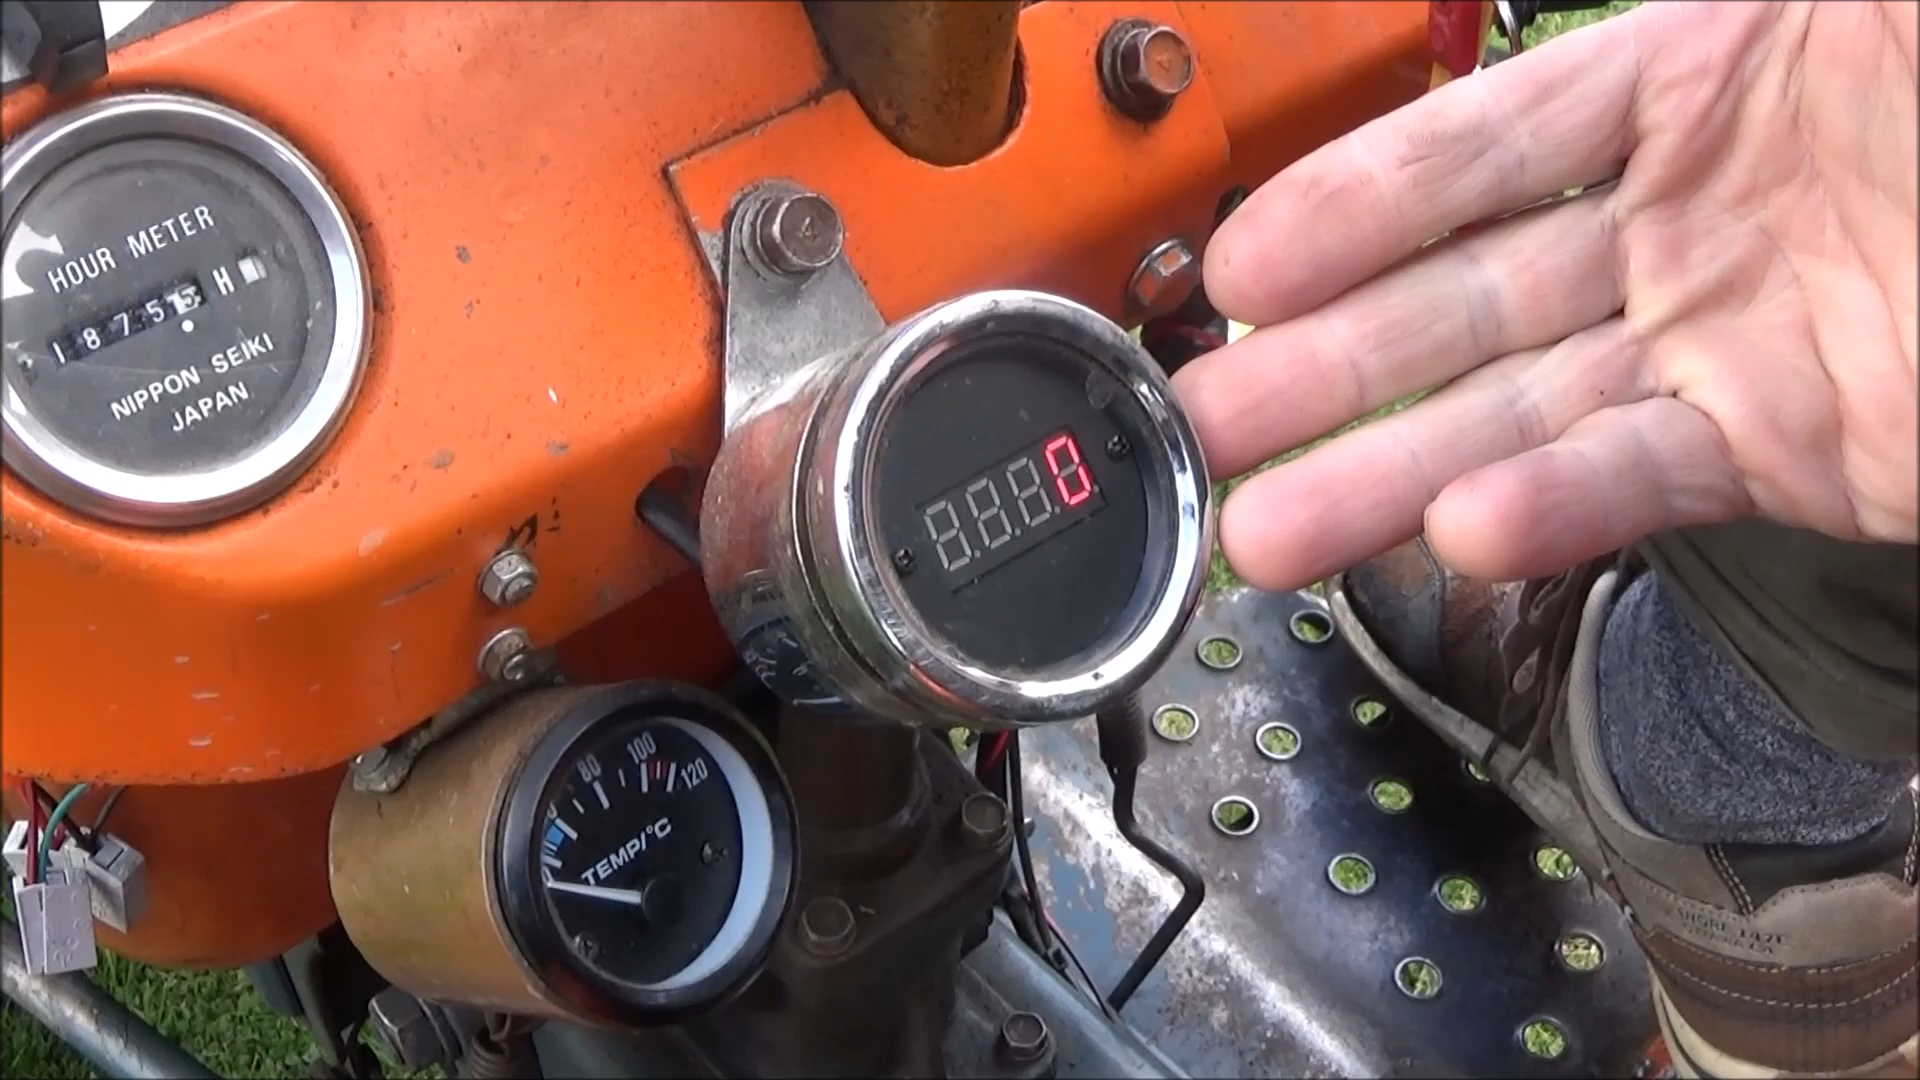 HOUR METER
18755 H
NIPPON SEIKI
JAPAN
0
80
100
120
TEMP/°C